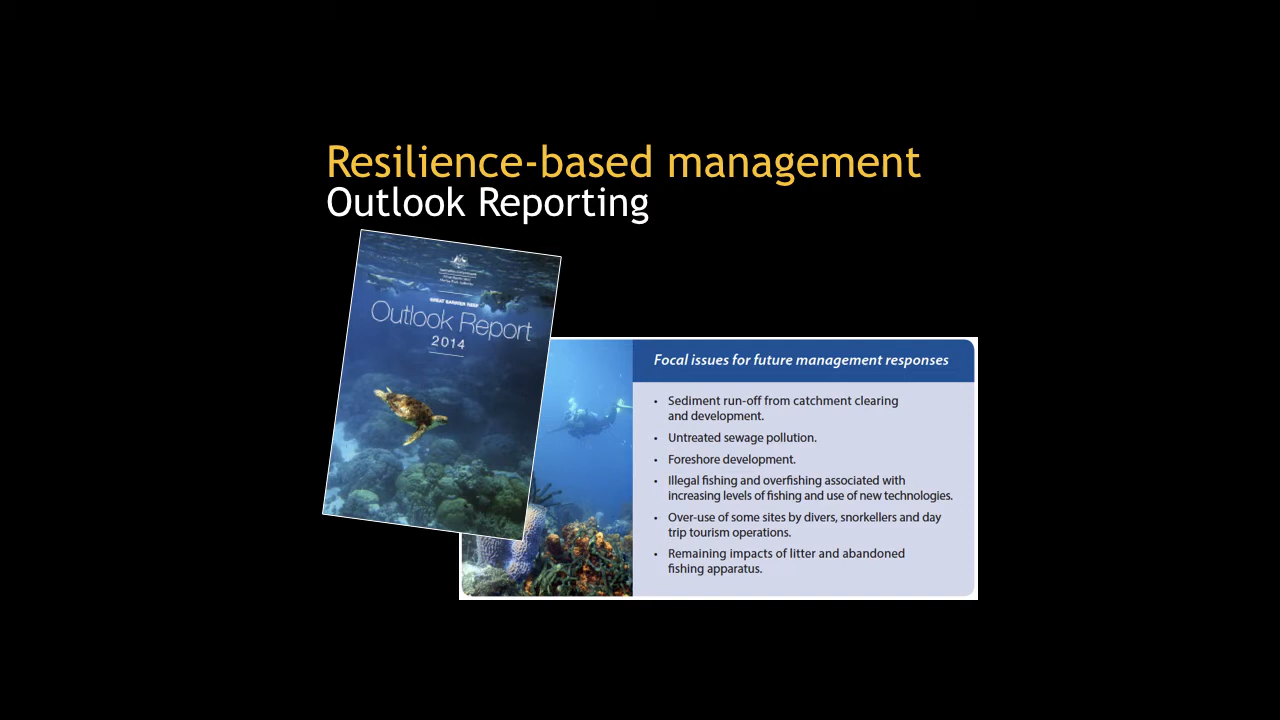 Resilience-based management
Outlook Reporting
GREAT BARRIER REEF
Outlook Report
2014
Focal issues for future management responses
• Sediment run-off from catchment clearing
and development.
• Untreated sewage pollution.
• Foreshore development.
• Illegal fishing and overfishing associated with
increasing levels of fishing and use of new technologies.
• Over-use of some sites by divers, snorkellers and day
trip tourism operations.
• Remaining impacts of litter and abandoned
fishing apparatus.